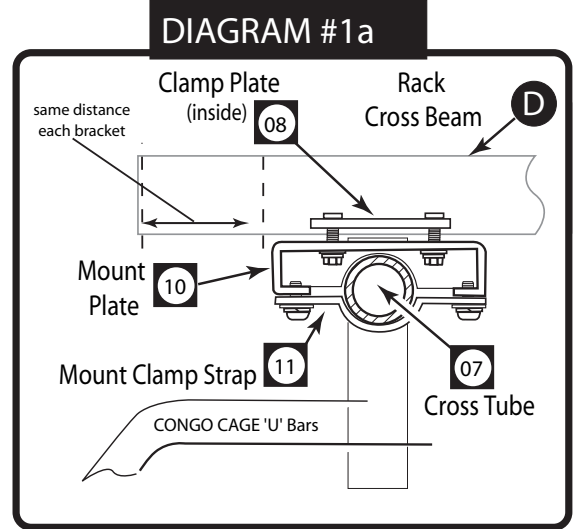 DIAGRAM #1a
Clamp Plate
(inside)
08
Rack
Cross Beam
D
same distance
each bracket
Mount
Plate
10
Mount Clamp Strap
11
07
Cross Tube
CONGO CAGE 'U' Bars